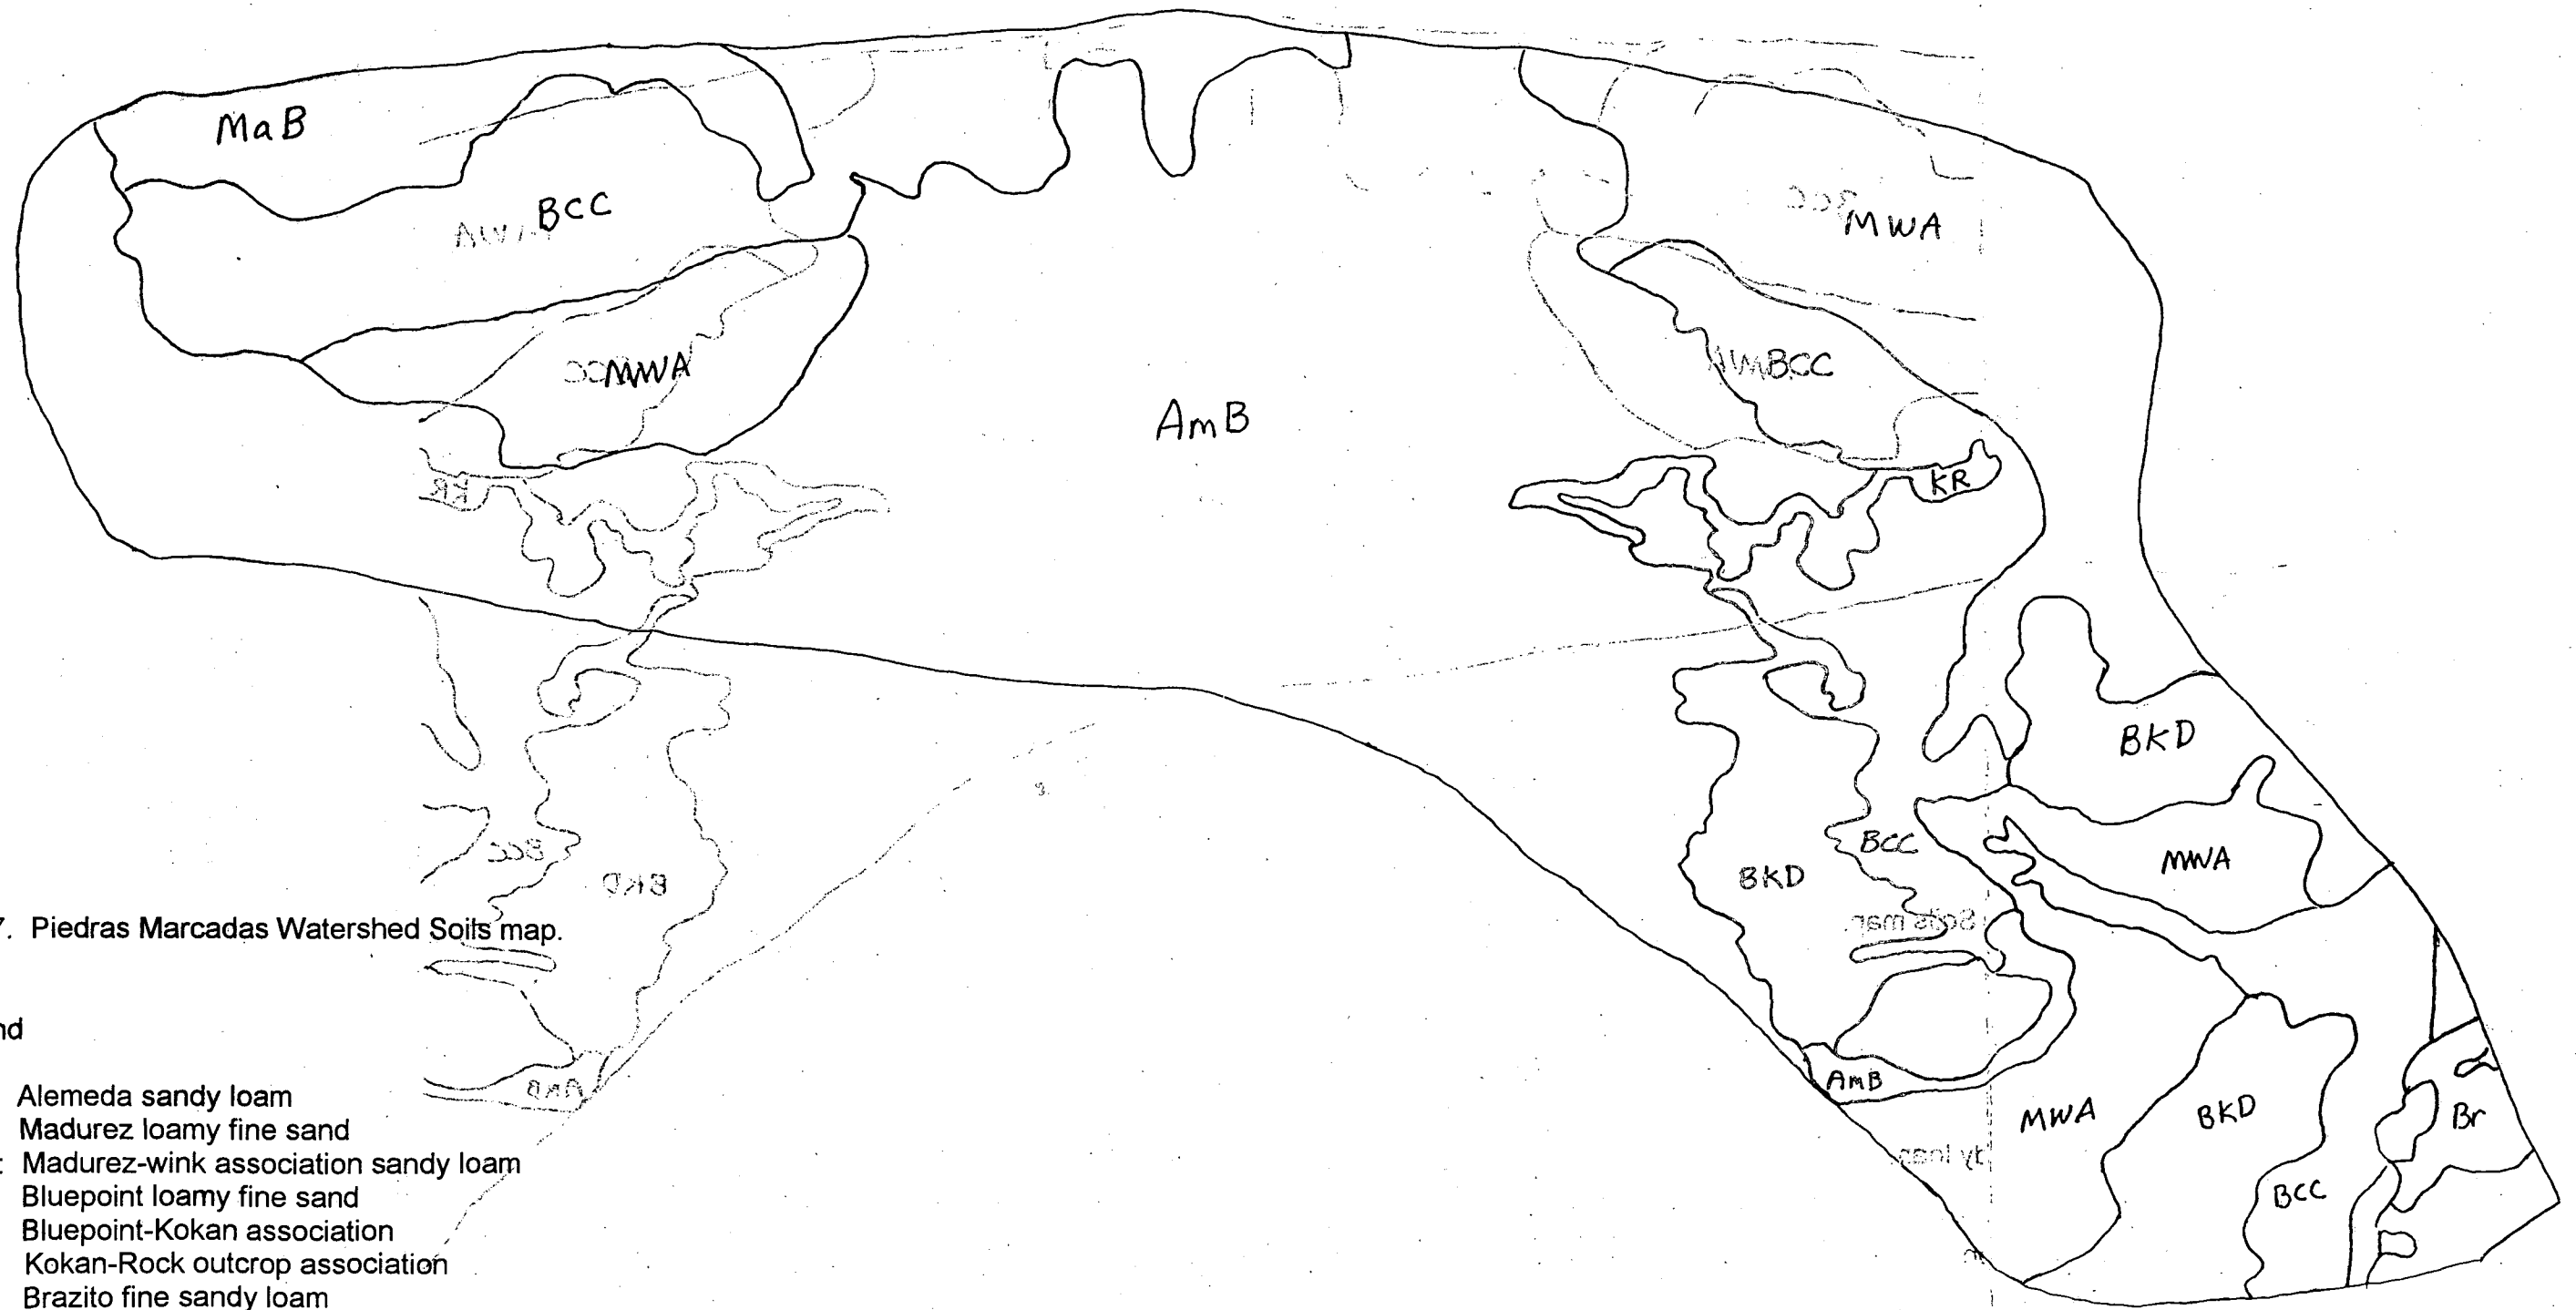 MaB
BCC
MWA
MWA
BCC
AmB
KR
BKD
MWA
BCC
BKD
AmB
MWA
BKD
Br
BCC
7. Piedras Marcadas Watershed Soils map.
nd
Alemeda sandy loam
Madurez loamy fine sand
: Madurez-wink association sandy loam
Bluepoint loamy fine sand
Bluepoint-Kokan association
Kokan-Rock outcrop association
Brazito fine sandy loam